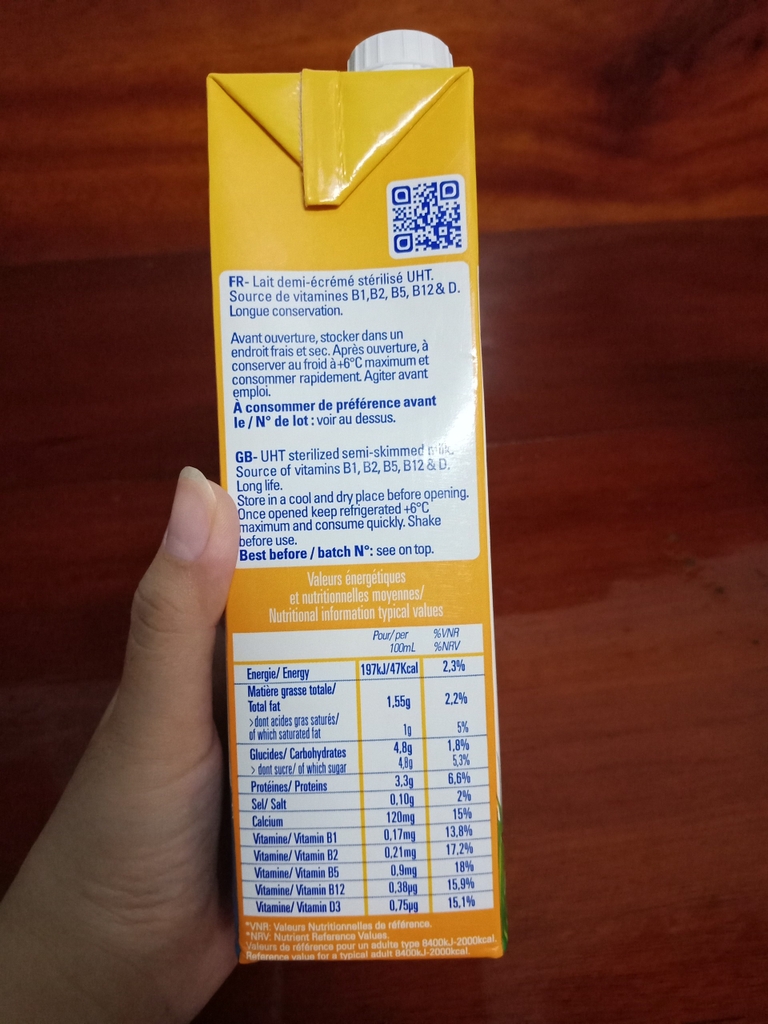 FR- Lait demi-écrémé stérilisé UHT.
Source de vitamines B1,B2, B5, B12 & D.
Longue conservation.
Avant ouverture, stocker dans un
endroit frais et sec. Après ouverture, à
conserver au froid à +6°C maximum et
consommer rapidement. Agiter avant
emploi.
À consommer de préférence avant
le / N° de lot : voir au dessus.
GB- UHT sterilized semi-skimmed milk.
Source of vitamins B1, B2, B5, B12 & D.
Long life.
Store in a cool and dry place before opening.
Once opened keep refrigerated +6°C
maximum and consume quickly. Shake
before use.
Best before / batch N°: see on top.
Valeurs énergétiques
et nutritionnelles moyennes/
Nutritional information typical values
Pour/per %VNR
100mL %NRV
Energie/ Energy 197kJ/47Kcal 2,3%
Matière grasse totale/
Total fat 1,55g 2,2%
>dont acides gras saturés/
of which saturated fat 1g 5%
Glucides/ Carbohydrates 4,8g 1,8%
> dont sucre/ of which sugar 4,8g 5,3%
Protéines/ Proteins 3,3g 6,6%
Sel/ Salt 0,10g 2%
Calcium 120mg 15%
Vitamine/ Vitamin B1 0,17mg 13,8%
Vitamine/ Vitamin B2 0,21mg 17,2%
Vitamine/ Vitamin B5 0,9mg 18%
Vitamine/ Vitamin B12 0,38µg 15,9%
Vitamine/ Vitamin D3 0,75µg 15,1%
*VNR: Valeurs Nutritionnelles de référence.
*NRV: Nutrient Reference Values.
Valeurs de référence pour un adulte type 8400kJ-2000kcal.
Reference value for a typical adult 8400kJ-2000kcal.